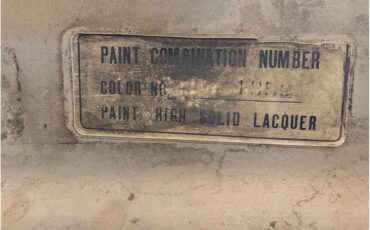 PAINT COMBINATION NUMBER
COLOR NO.
PAINT HIGH SOLID LACQUER